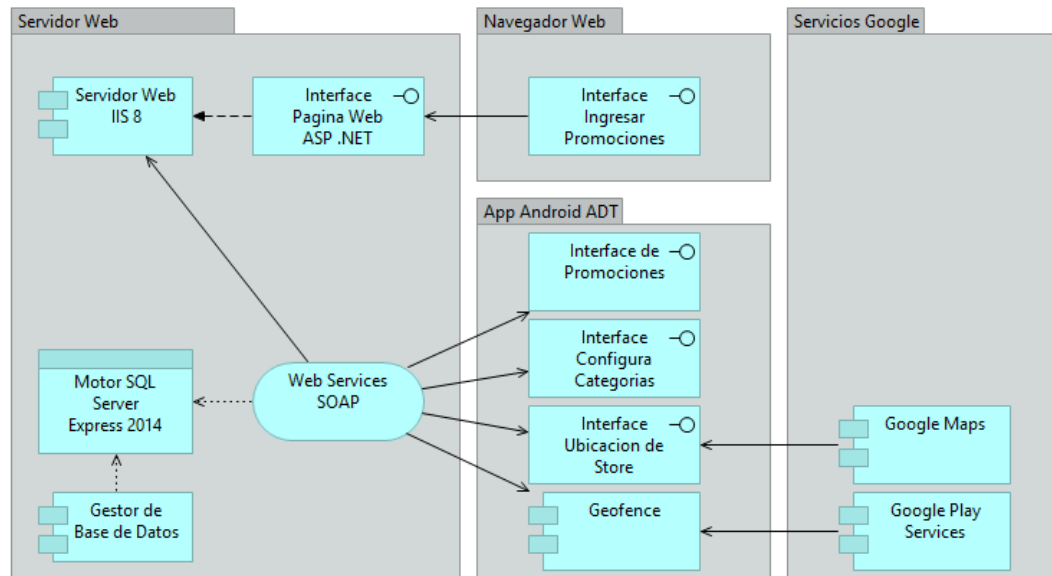 Servidor Web
Servidor Web
IIS 8
Interface
Pagina Web
ASP .NET
Motor SQL
Server
Express 2014
Web Services
SOAP
Gestor de
Base de Datos
Navegador Web
Interface
Ingresar
Promociones
App Android ADT
Interface de
Promociones
Interface
Configura
Categorias
Interface
Ubicacion de
Store
Geofence
Servicios Google
Google Maps
Google Play
Services